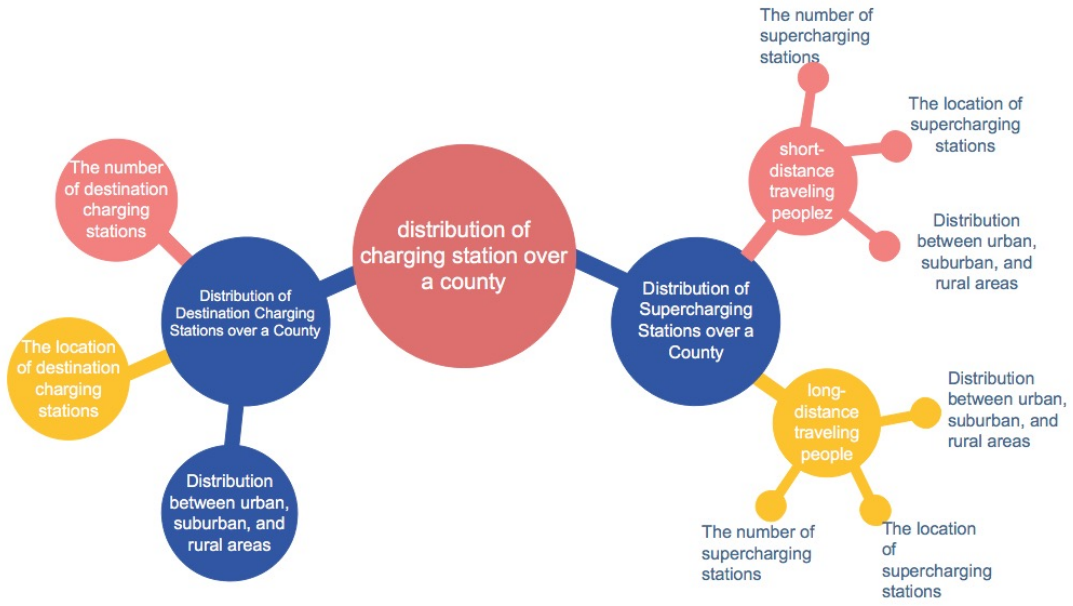 The number of
supercharging
stations
The location of
supercharging
stations
short-
distance
traveling
peoplez
Distribution
between urban,
suburban, and
rural areas
The number
of destination
charging
stations
distribution of
charging station over
a county
Distribution of
Destination Charging
Stations over a County
Distribution of
Supercharging
Stations over a
County
The location
of destination
charging
stations
Distribution
between urban,
suburban, and
rural areas
long-
distance
traveling
people
Distribution
between urban,
suburban, and
rural areas
The number of
supercharging
stations
The location
of
supercharging
stations